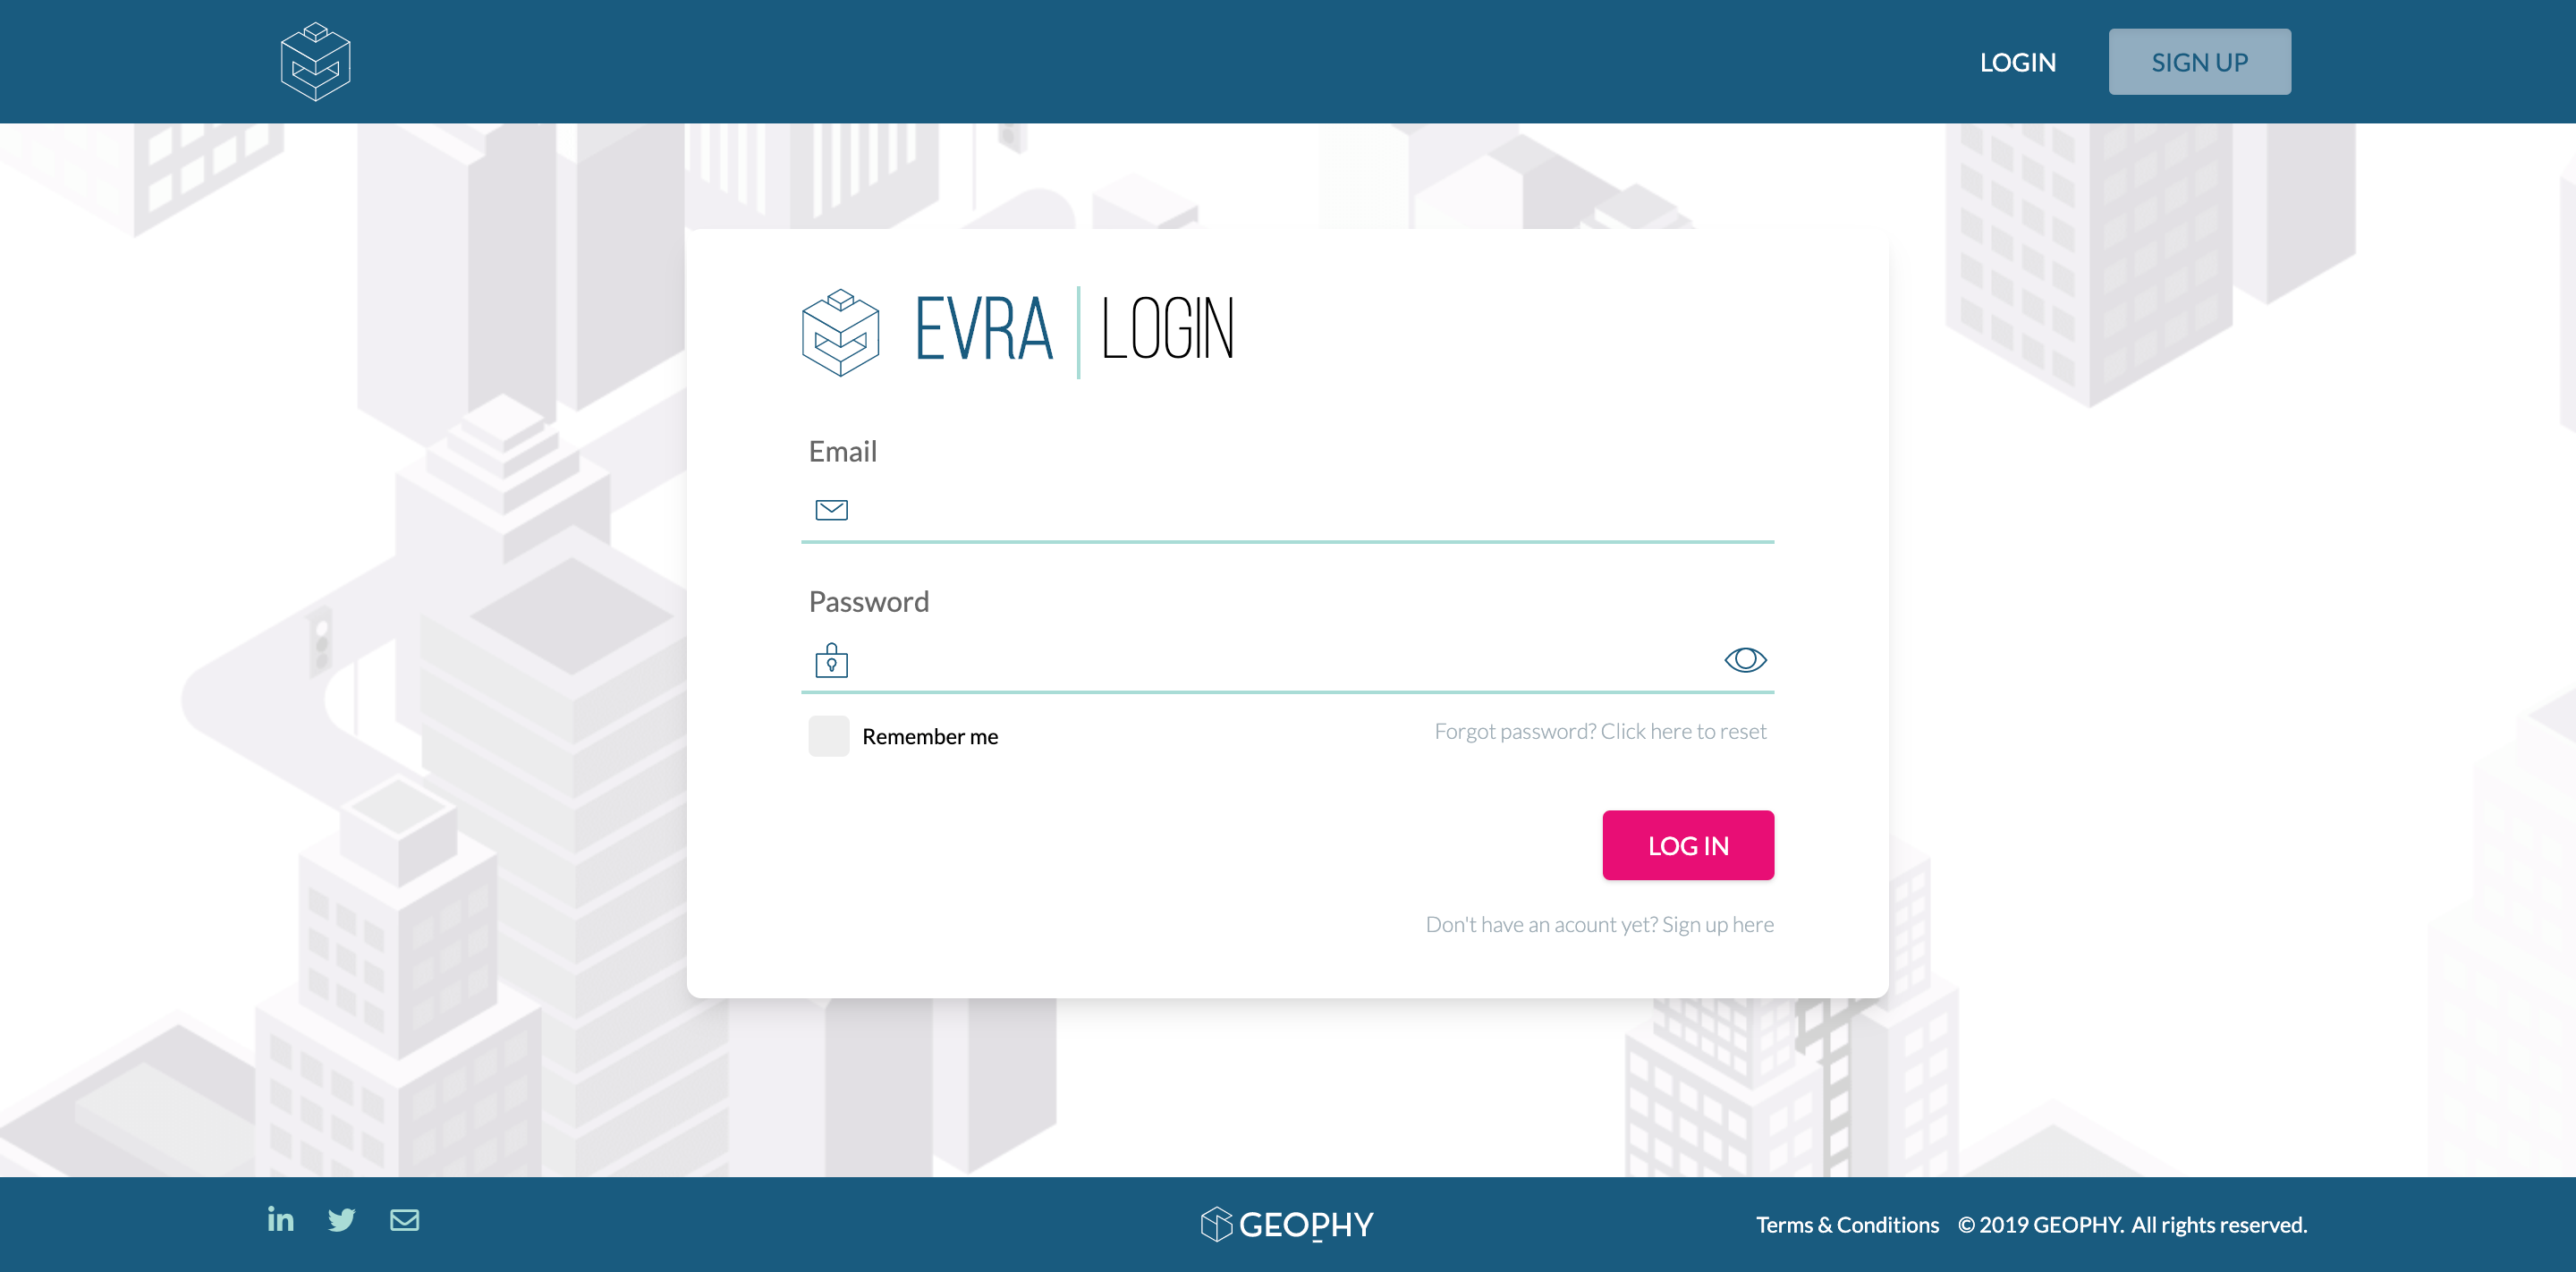 LOGIN
SIGN UP
EVRA LOGIN
Email
Password
Remember me
Forgot password? Click here to reset
LOG IN
Don't have an acount yet? Sign up here
in
GEOPHY
Terms & Conditions © 2019 GEOPHY. All rights reserved.